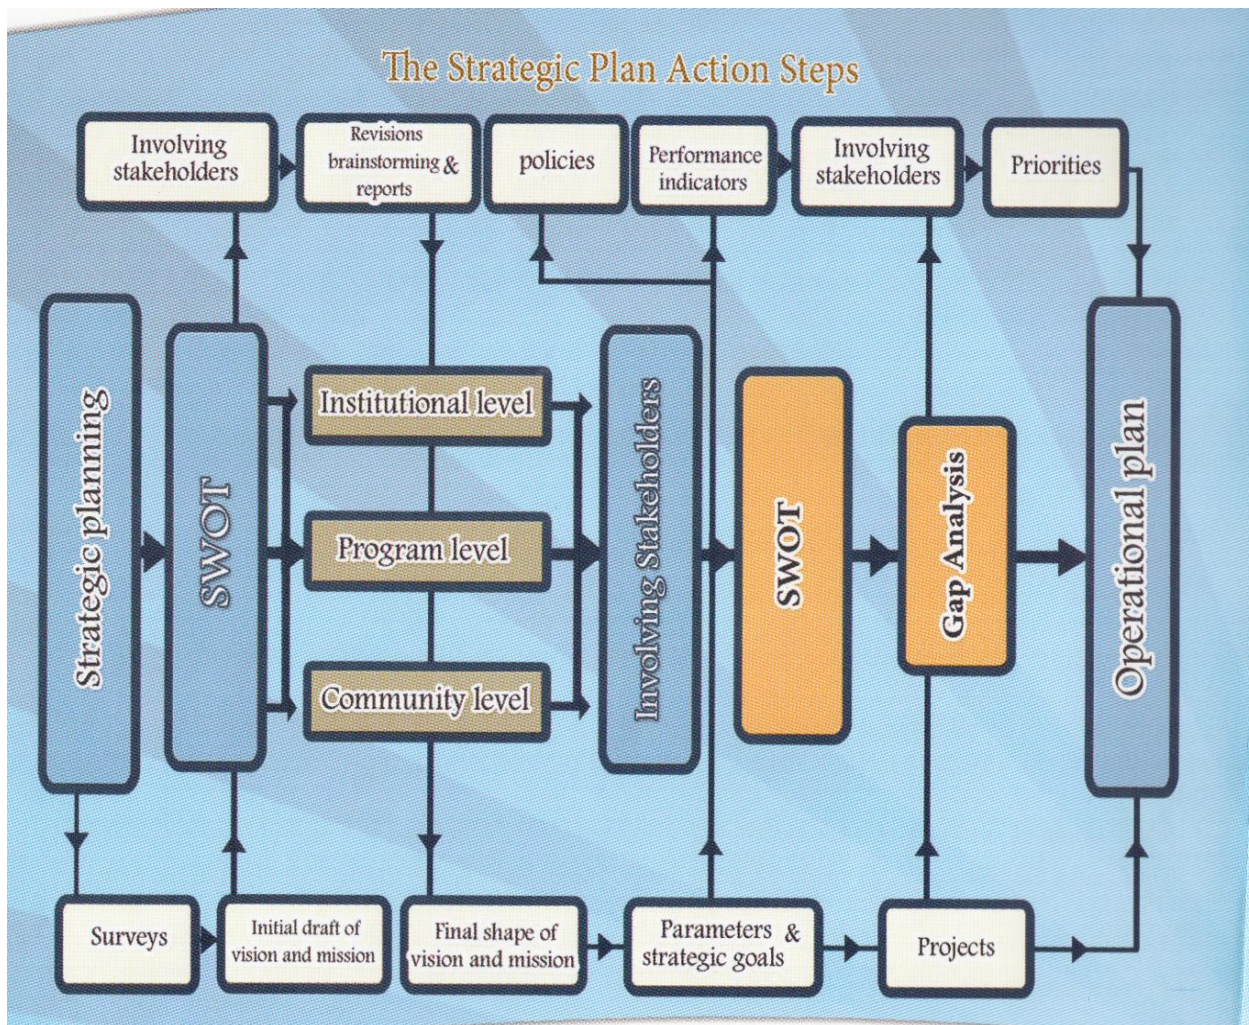 The Strategic Plan Action Steps
Involving
stakeholders
Revisions
brainstorming &
reports
policies
Performance
indicators
Involving
stakeholders
Priorities
Strategic planning
SWOT
Institutional level
Program level
Community level
Involving Stakeholders
SWOT
Gap Analysis
Operational plan
Surveys
Initial draft of
vision and mission
Final shape of
vision and mission
Parameters &
strategic goals
Projects